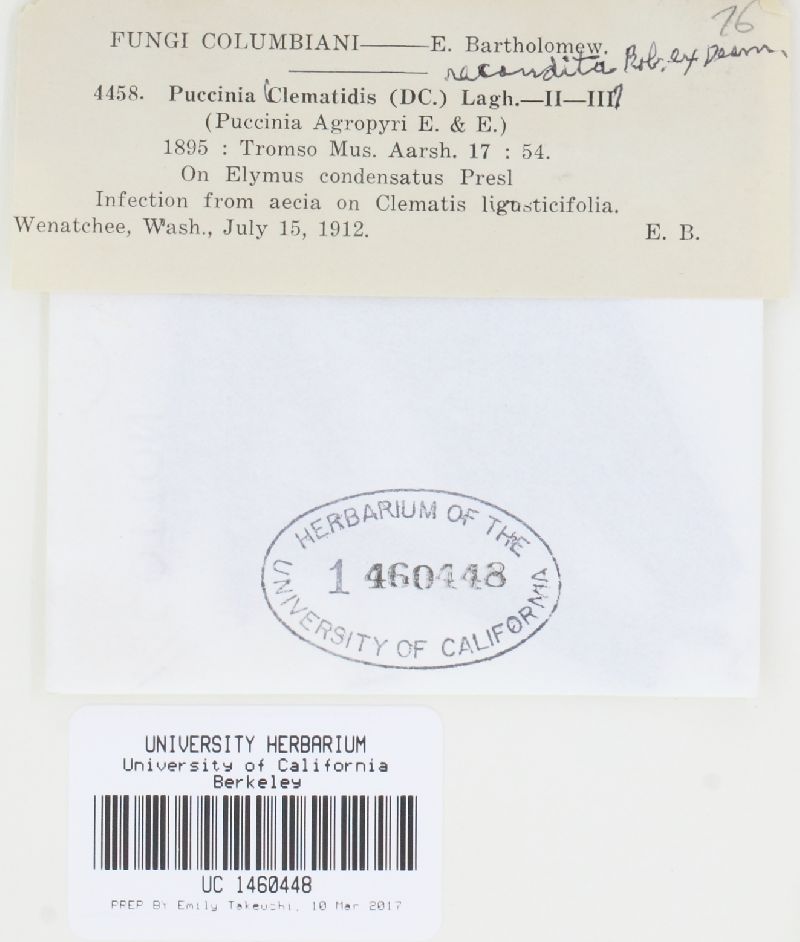 76
FUNGI COLUMBIANI——E. Bartholomew.
recondita Rob. ex Desm.
4458. Puccinia (Clematidis (DC.) Lagh.—II—III)
(Puccinia Agropyri E. & E.)
1895 : Tromso Mus. Aarsh. 17 : 54.
On Elymus condensatus Presl
Infection from aecia on Clematis ligusticifolia.
Wenatchee, Wash., July 15, 1912. E. B.
HERBARIUM OF THE
1460448
UNIVERSITY OF CALIFORNIA
UNIVERSITY HERBARIUM
University of California
Berkeley
UC 1460448
PREP BY Emily Takeuchi, 10 Mar 2017